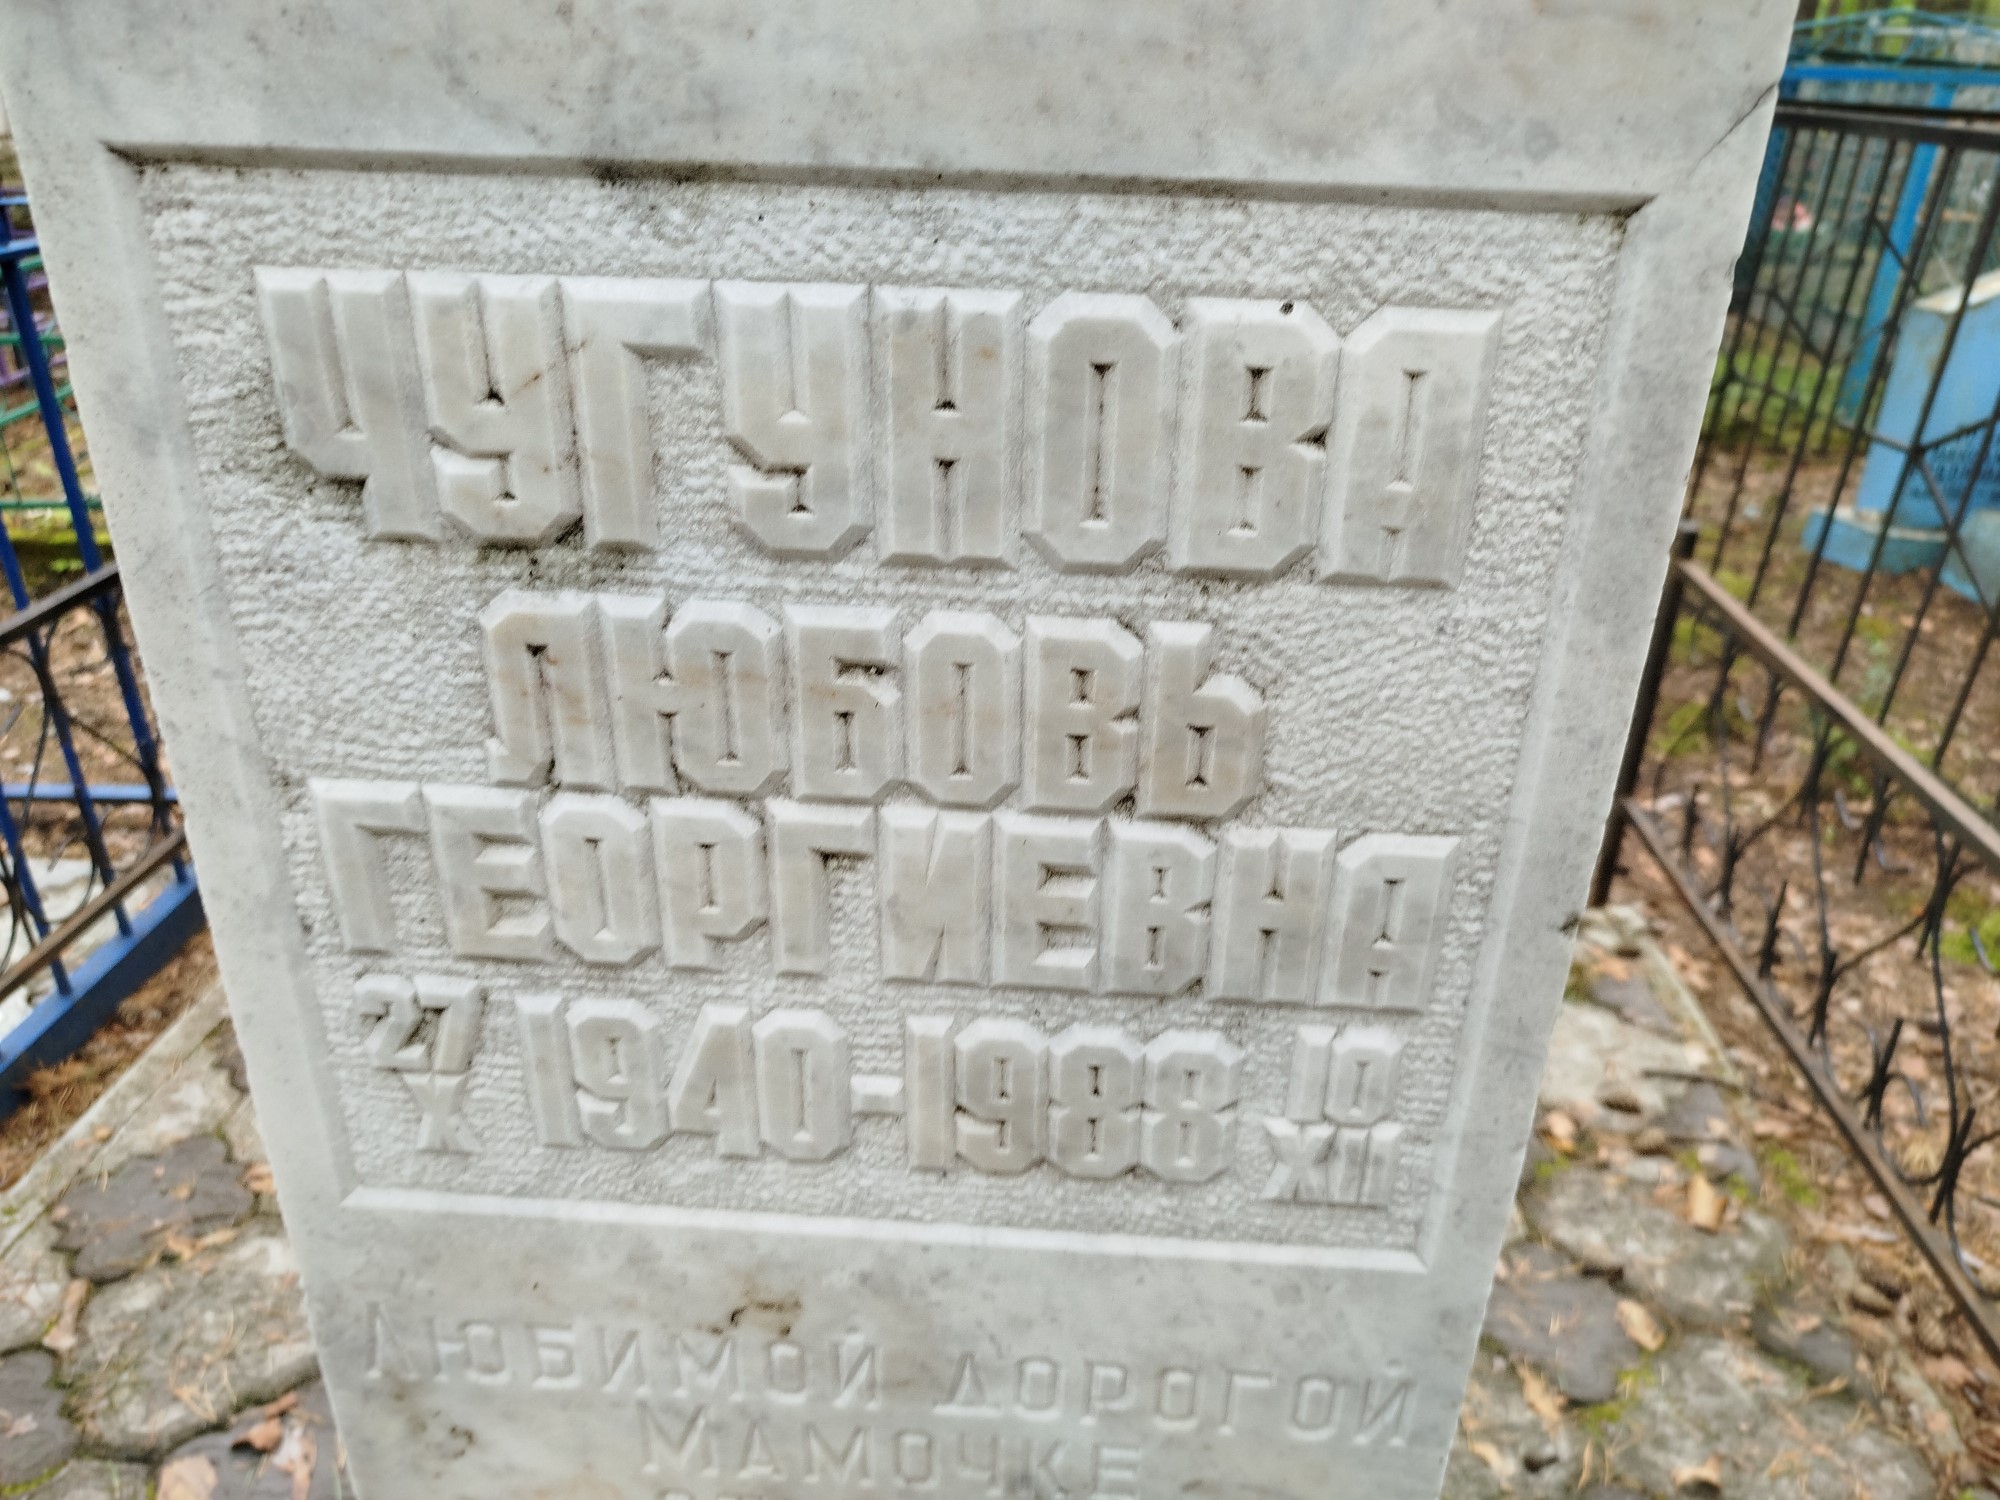 ЧУГУНОВА
ЛЮБОВЬ
ГЕОРГИЕВНА
27 X 1940-1988 10 XII
ЛЮБИМОЙ ДОРОГОЙ
МАМОЧКЕ